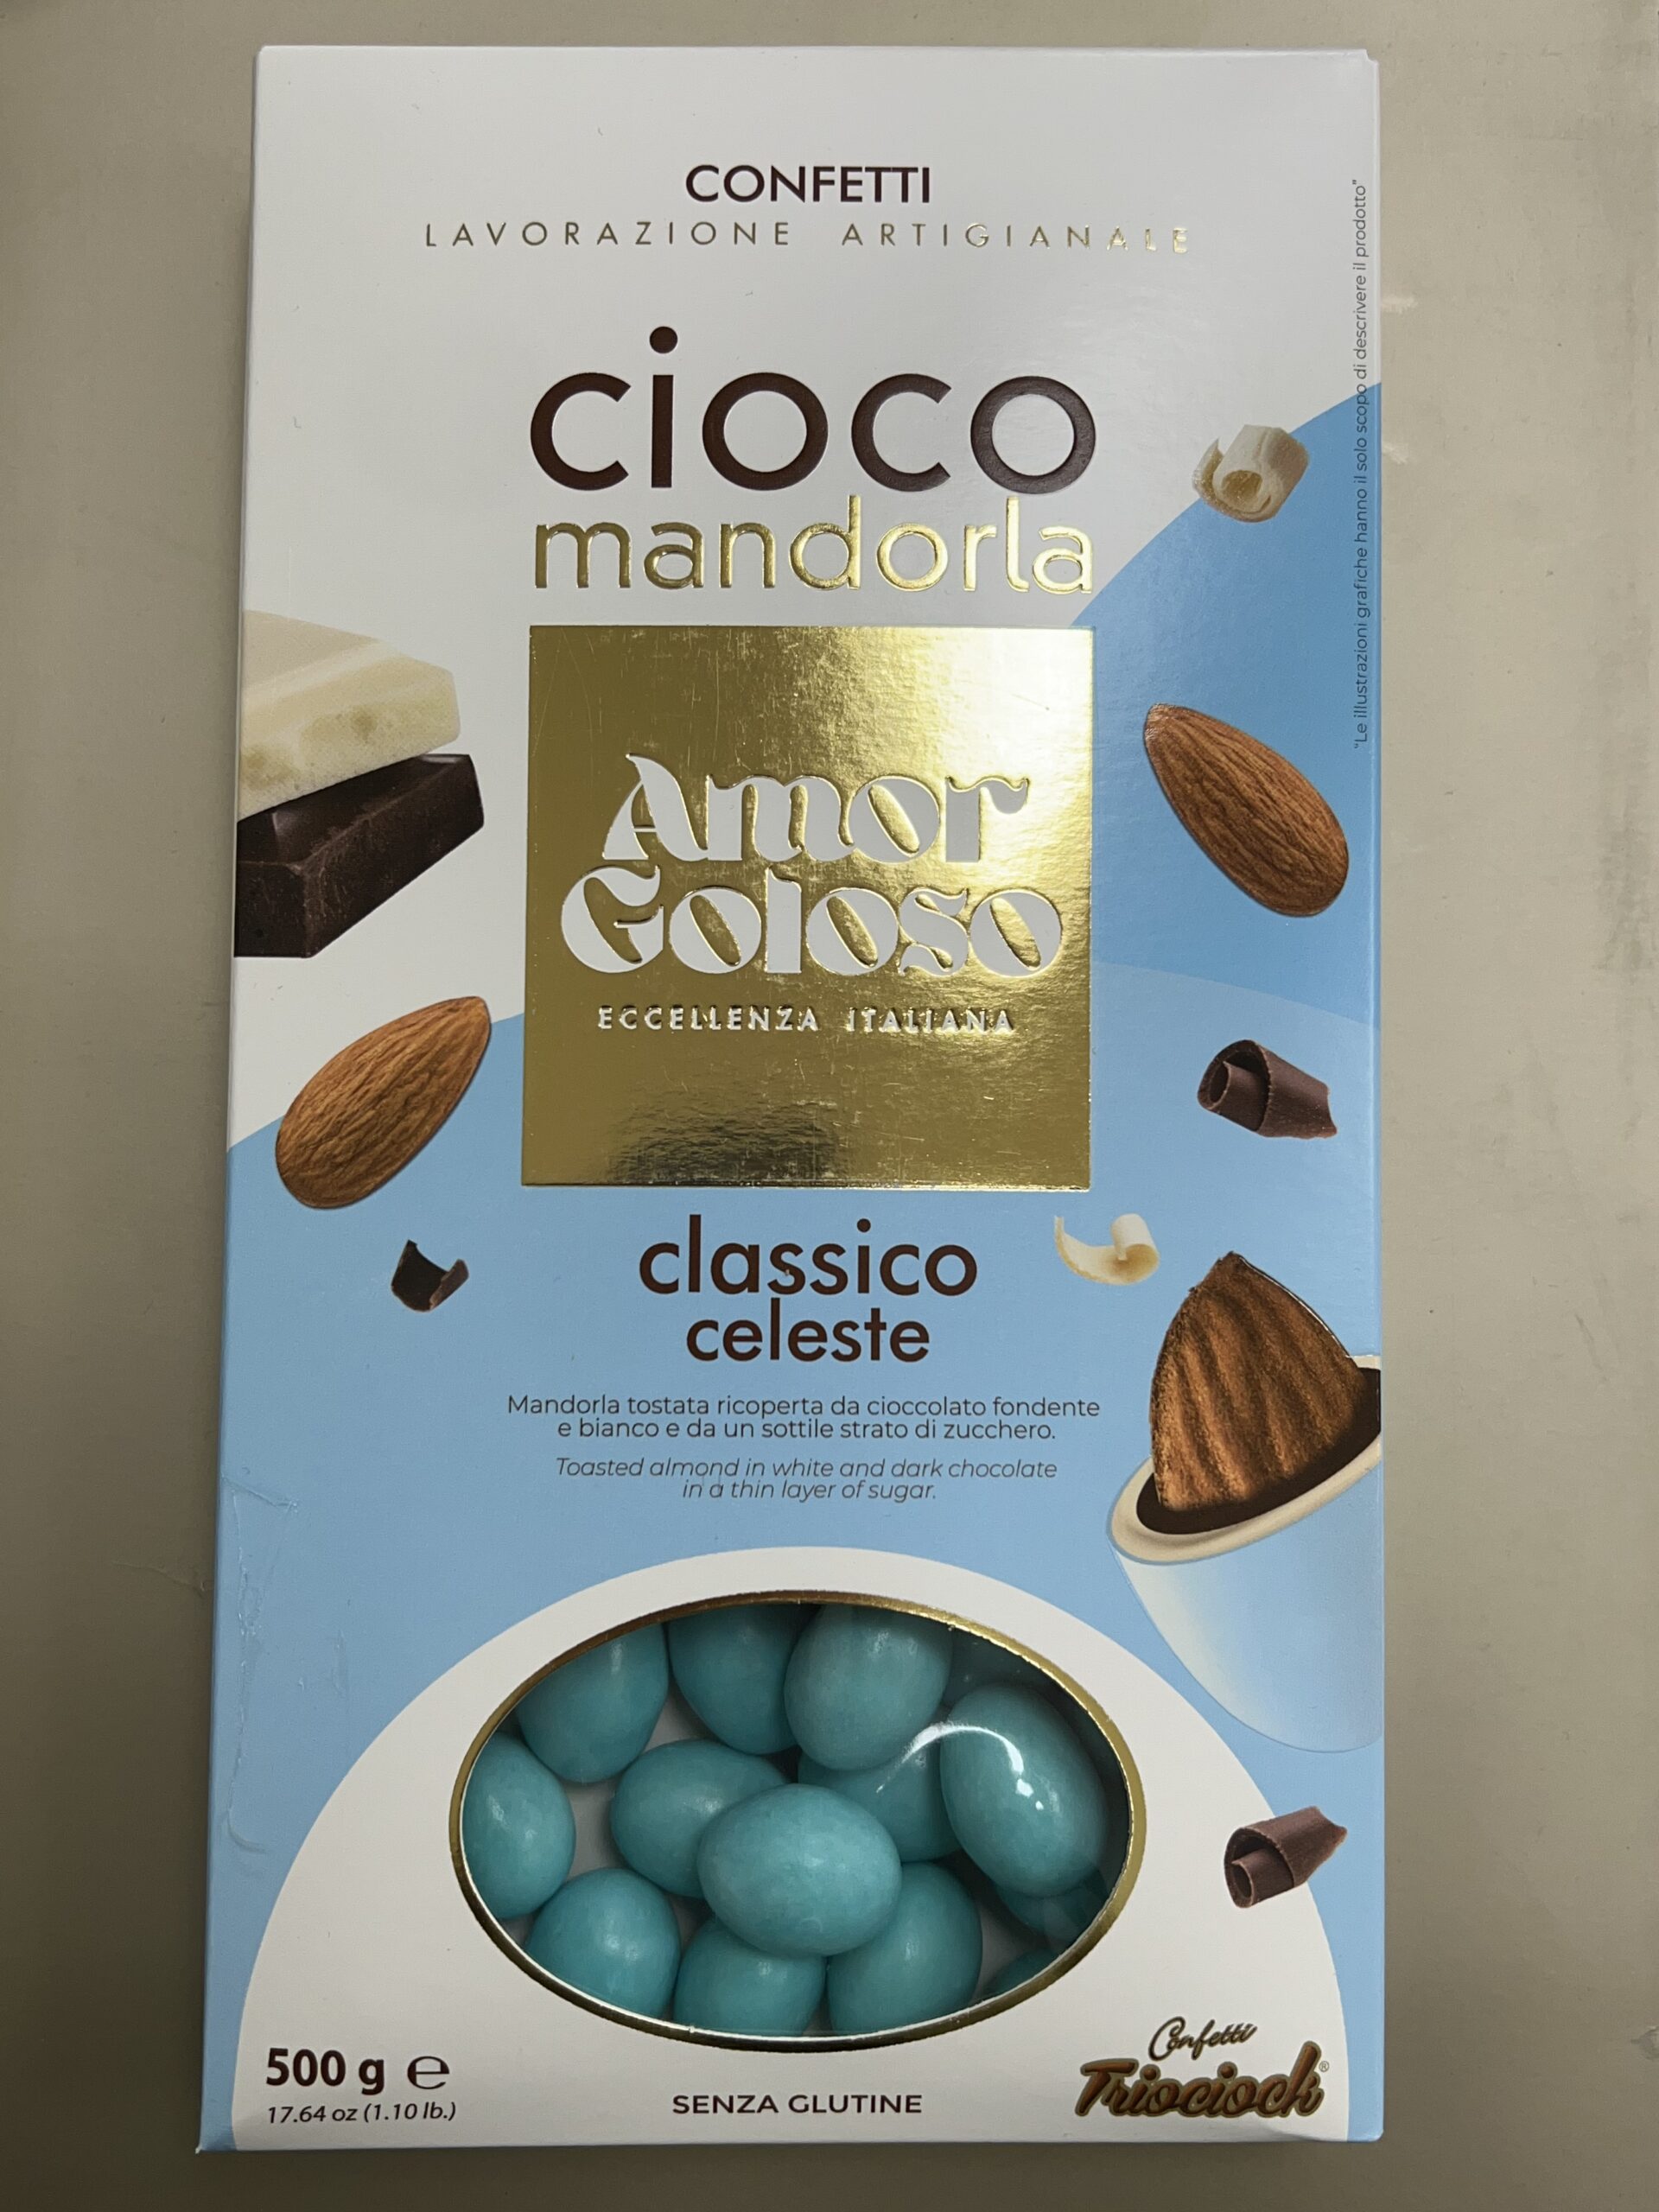 CONFETTI
LAVORAZIONE ARTIGIANALE
cioco
mandorla
Amor
Goloso
ECCELLENZA ITALIANA
classico
celeste
Mandorla tostata ricoperta da cioccolato fondente
e bianco e da un sottile strato di zucchero.
Toasted almond in white and dark chocolate
in a thin layer of sugar.
500 g ℮
17.64 oz (1.10 lb.)
SENZA GLUTINE
Confetti
Triociock®
"Le illustrazioni grafiche hanno il solo scopo di descrivere il prodotto"